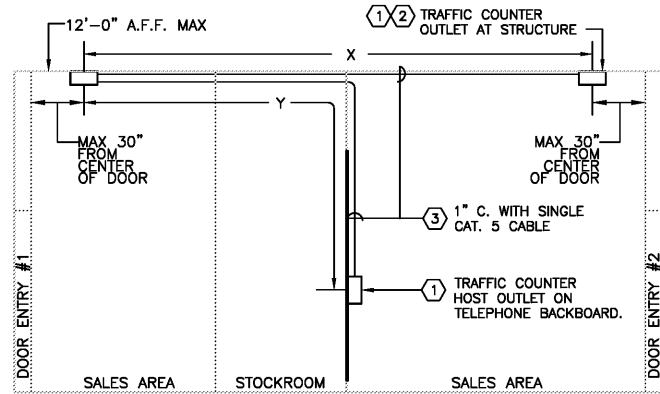 12'-0" A.F.F. MAX
1 2 TRAFFIC COUNTER
OUTLET AT STRUCTURE
X
Y
MAX 30"
FROM
CENTER
OF DOOR
MAX 30"
FROM
CENTER
OF DOOR
3 1" C. WITH SINGLE
CAT. 5 CABLE
1 TRAFFIC COUNTER
HOST OUTLET ON
TELEPHONE BACKBOARD.
DOOR ENTRY #1
DOOR ENTRY #2
SALES AREA
STOCKROOM
SALES AREA